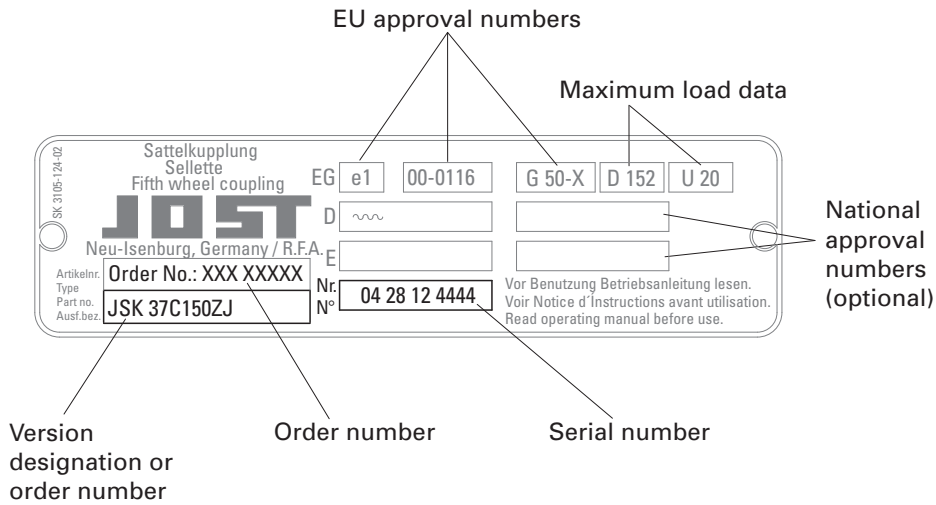 EU approval numbers
Maximum load data
SK 3105-124-02
Sattelkupplung
Sellette
Fifth wheel coupling
JOST
Neu-Isenburg, Germany / R.F.A.
EG e1 00-0116 G 50-X D 152 U 20
D
E
National
approval
numbers
(optional)
Artikelnr.
Type
Part no.
Ausf.bez.
Order No.: XXX XXXXX
JSK 37C150ZJ
Nr.
N°
04 28 12 4444
Vor Benutzung Betriebsanleitung lesen.
Voir Notice d´Instructions avant utilisation.
Read operating manual before use.
Version
designation or
order number
Order number
Serial number